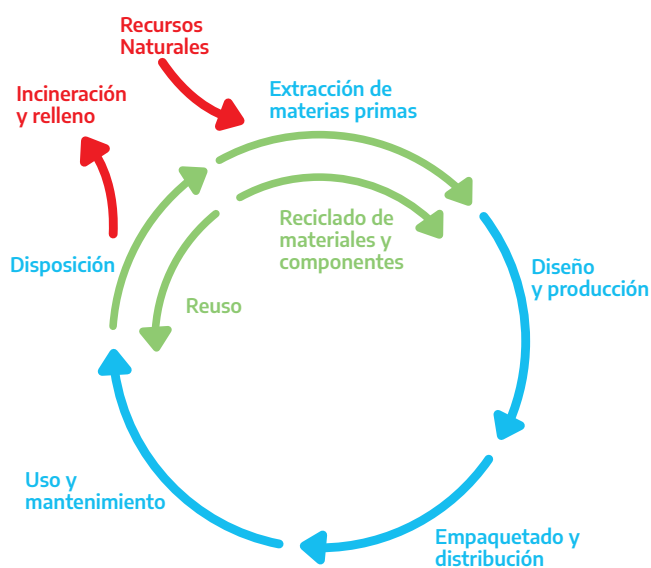 Recursos
Naturales
Incineración
y relleno
Extracción de
materias primas
Reciclado de
materiales y
componentes
Disposición
Diseño
y producción
Reuso
Uso y
mantenimiento
Empaquetado y
distribución